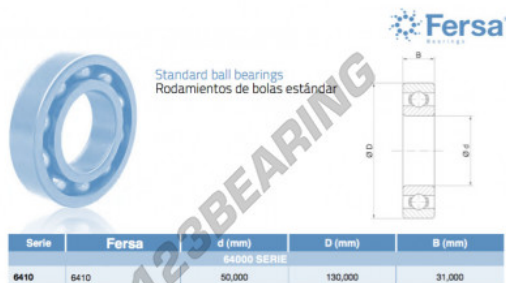 Fersa
Bearings
Standard ball bearings
Rodamientos de bolas estándar
B
Ø D
Ø d
123BEARING
Serie Fersa d (mm) D (mm) B (mm)
64000 SERIE
6410 6410 50,000 130,000 31,000